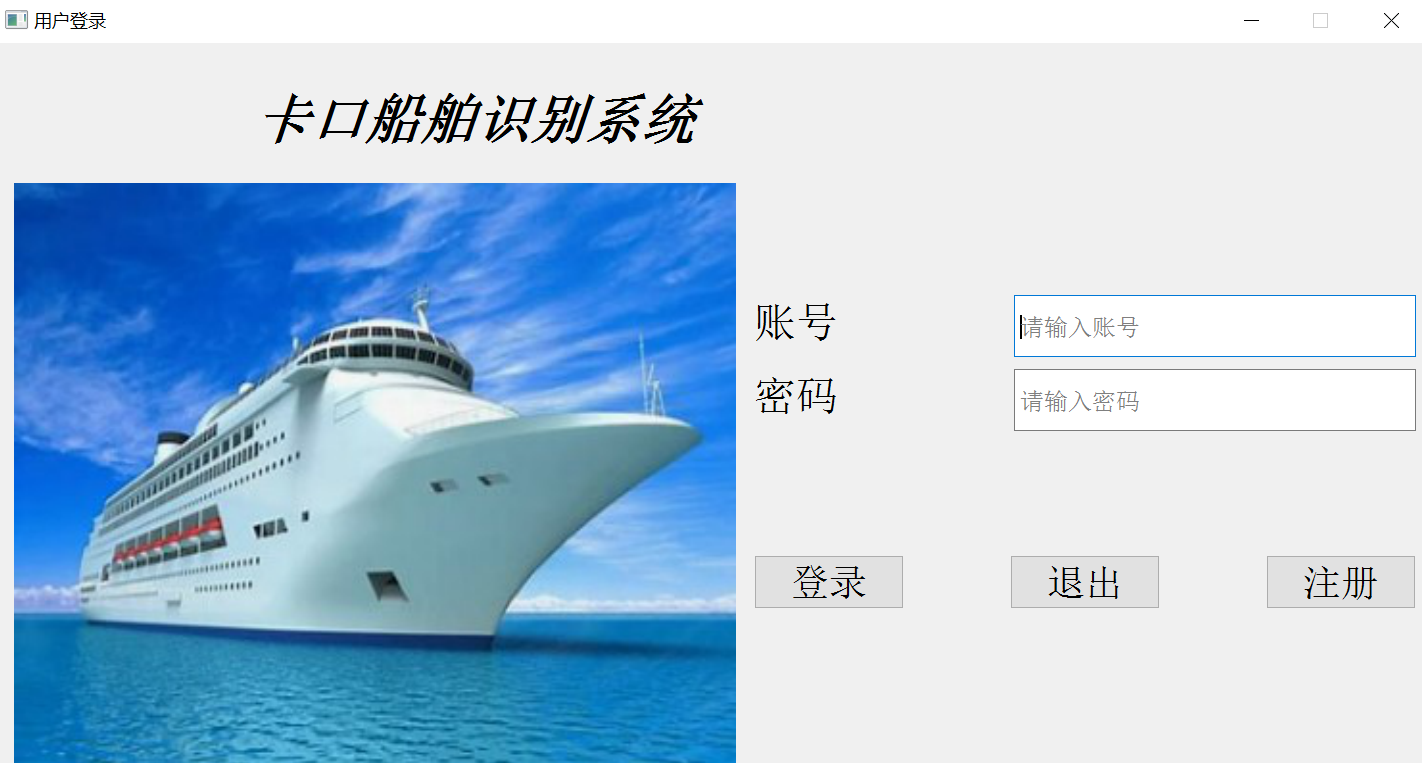 用户登录
卡口船舶识别系统
账号
请输入账号
密码
请输入密码
登录
退出
注册